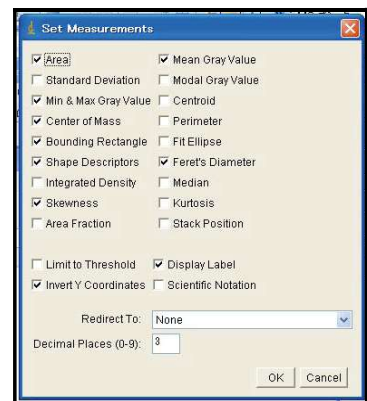 Set Measurements
Area Mean Gray Value
Standard Deviation Modal Gray Value
Min & Max Gray Value Centroid
Center of Mass Perimeter
Bounding Rectangle Fit Ellipse
Shape Descriptors Feret's Diameter
Integrated Density Median
Skewness Kurtosis
Area Fraction Stack Position
Limit to Threshold Display Label
Invert Y Coordinates Scientific Notation
Redirect To: None
Decimal Places (0-9): 3
OK Cancel